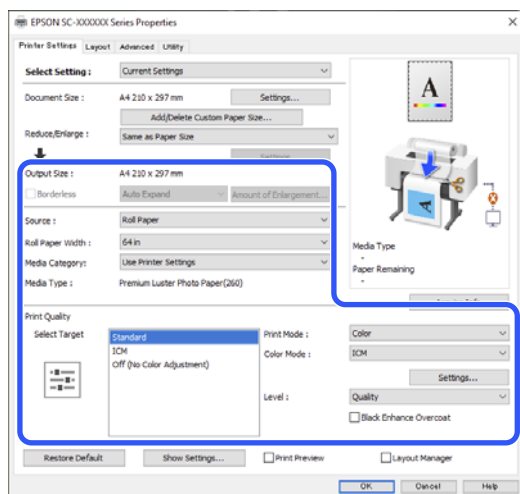 EPSON SC-XXXXXX Series Properties
Printer Settings Layout Advanced Utility
Select Setting : Current Settings
Document Size : A4 210 x 297 mm Settings...
Add/Delete Custom Paper Size...
Reduce/Enlarge : Same as Paper Size
Output Size : A4 210 x 297 mm
Borderless Auto Expand Amount of Enlargement...
Source : Roll Paper
Roll Paper Width : 64 in
Media Category: Use Printer Settings
Media Type : Premium Luster Photo Paper(260)
A
A
Media Type
-
Paper Remaining
-
Print Quality
Select Target
Standard
ICM
Off (No Color Adjustment)
Print Mode : Color
Color Mode : ICM
Settings...
Level : Quality
Black Enhance Overcoat
Restore Default Show Settings... Print Preview Layout Manager
OK Cancel Help